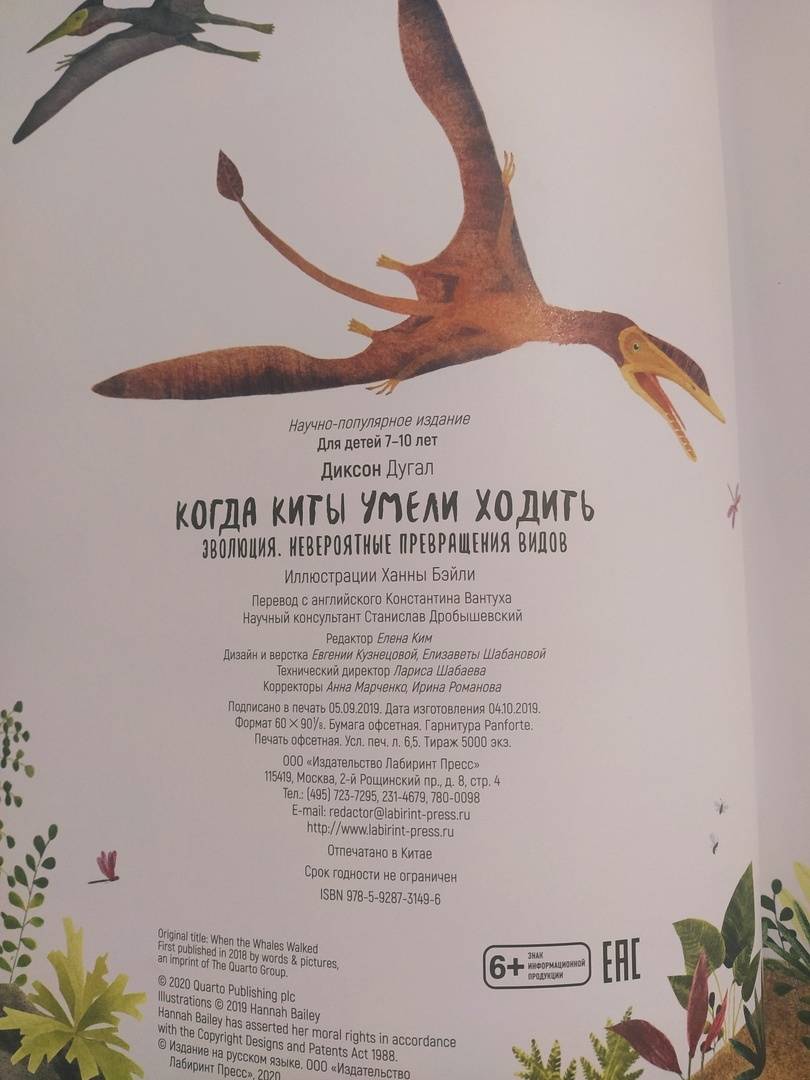 Научно-популярное издание
Для детей 7–10 лет
Диксон Дугал
КОГДА КИТЫ УМЕЛИ ХОДИТЬ
ЭВОЛЮЦИЯ. НЕВЕРОЯТНЫЕ ПРЕВРАЩЕНИЯ ВИДОВ
Иллюстрации Ханны Бэйли
Перевод с английского Константина Вантуха
Научный консультант Станислав Дробышевский
Редактор Елена Ким
Дизайн и верстка Евгении Кузнецовой, Елизаветы Шабановой
Технический директор Лариса Шабаева
Корректоры Анна Марченко, Ирина Романова
Подписано в печать 05.09.2019. Дата изготовления 04.10.2019.
Формат 60 × 90 1/8. Бумага офсетная. Гарнитура Panforte.
Печать офсетная. Усл. печ. л. 6,5. Тираж 5000 экз.
ООО «Издательство Лабиринт Пресс»
115419, Москва, 2-й Рощинский пр., д. 8, стр. 4
Тел.: (495) 723-7295, 231-4679, 780-0098
E-mail: redactor@labirint-press.ru
http://www.labirint-press.ru
Отпечатано в Китае
Срок годности не ограничен
ISBN 978-5-9287-3149-6
Original title: When the Whales Walked
First published in 2018 by words & pictures,
an imprint of The Quarto Group.
6+ ЗНАК
ИНФОРМАЦИОННОЙ
ПРОДУКЦИИ
ЕАС
© 2020 Quarto Publishing plc
Illustrations © 2019 Hannah Bailey
Hannah Bailey has asserted her moral rights in accordance
with the Copyright Designs and Patents Act 1988.
© Издание на русском языке. ООО «Издательство
Лабиринт Пресс», 2020